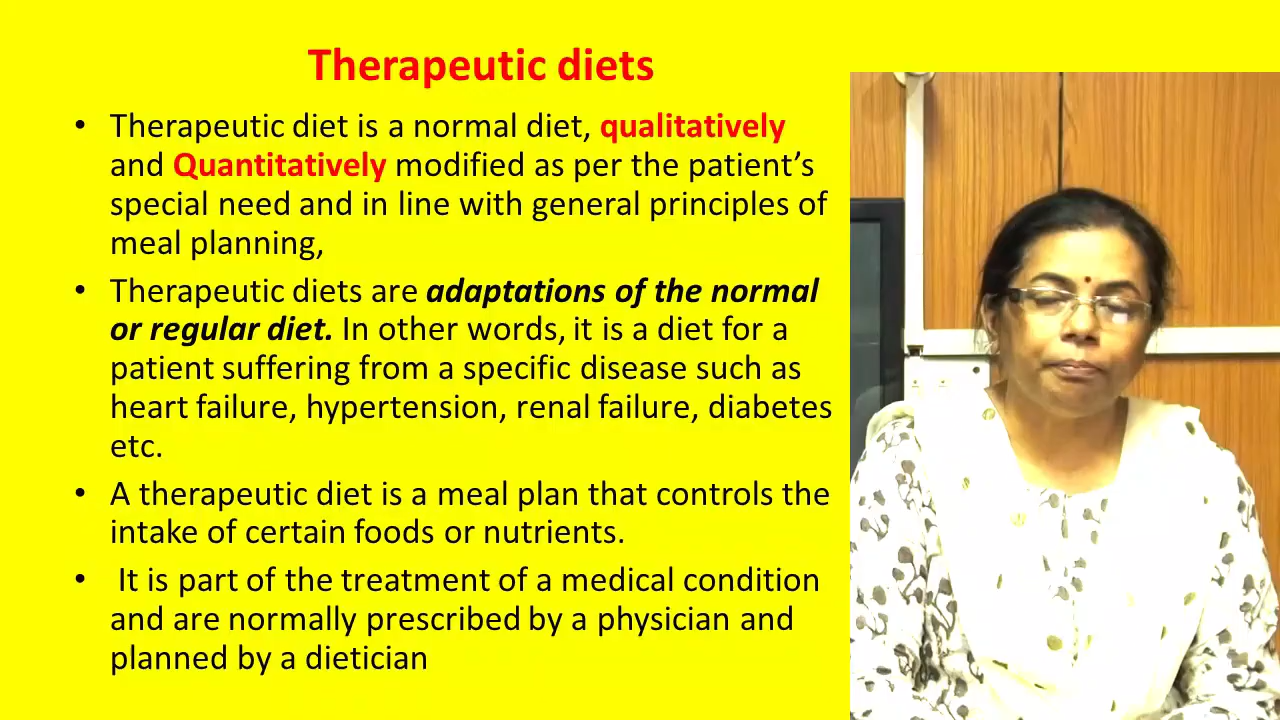 Therapeutic diets
• Therapeutic diet is a normal diet, qualitatively
and Quantitatively modified as per the patient’s
special need and in line with general principles of
meal planning,
• Therapeutic diets are adaptations of the normal
or regular diet. In other words, it is a diet for a
patient suffering from a specific disease such as
heart failure, hypertension, renal failure, diabetes
etc.
• A therapeutic diet is a meal plan that controls the
intake of certain foods or nutrients.
• It is part of the treatment of a medical condition
and are normally prescribed by a physician and
planned by a dietician